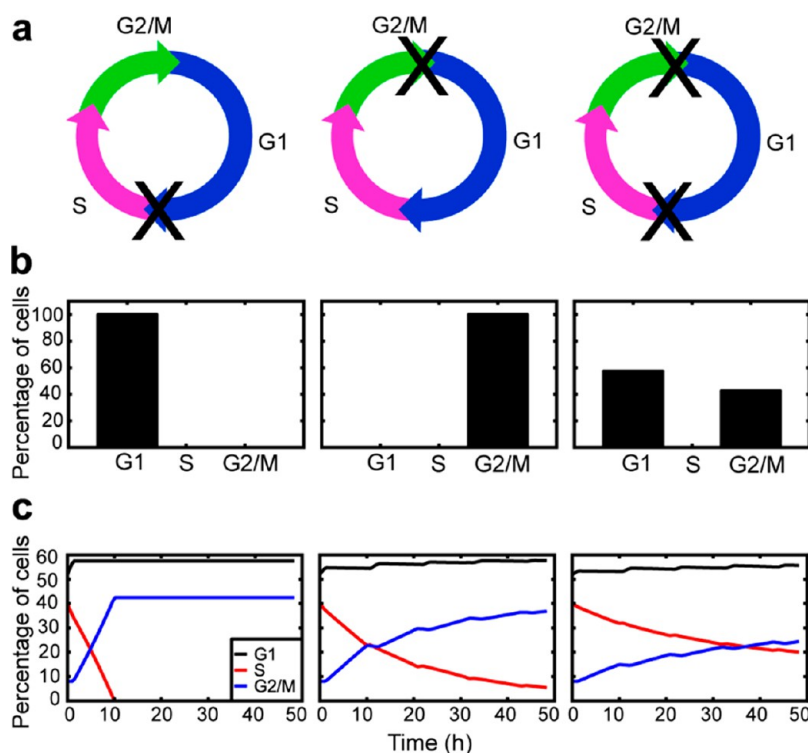 a
G2/M G2/M G2/M
G1 G1 G1
S S S
b
Percentage of cells
100
80
60
40
20
0
G1 S G2/M G1 S G2/M G1 S G2/M
c
Percentage of cells
60
50
40
30
20
10
0
G1
S
G2/M
0 10 20 30 40 50 0 10 20 30 40 50 0 10 20 30 40 50
Time (h)